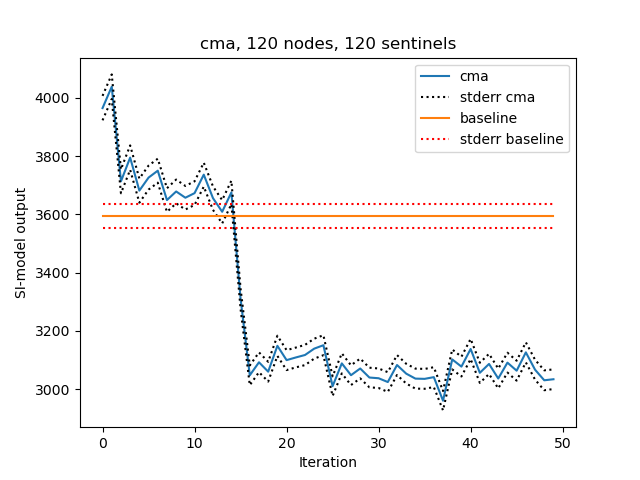 cma, 120 nodes, 120 sentinels
cma
stderr cma
baseline
stderr baseline
SI-model output
4000
3800
3600
3400
3200
3000
0 10 20 30 40 50
Iteration